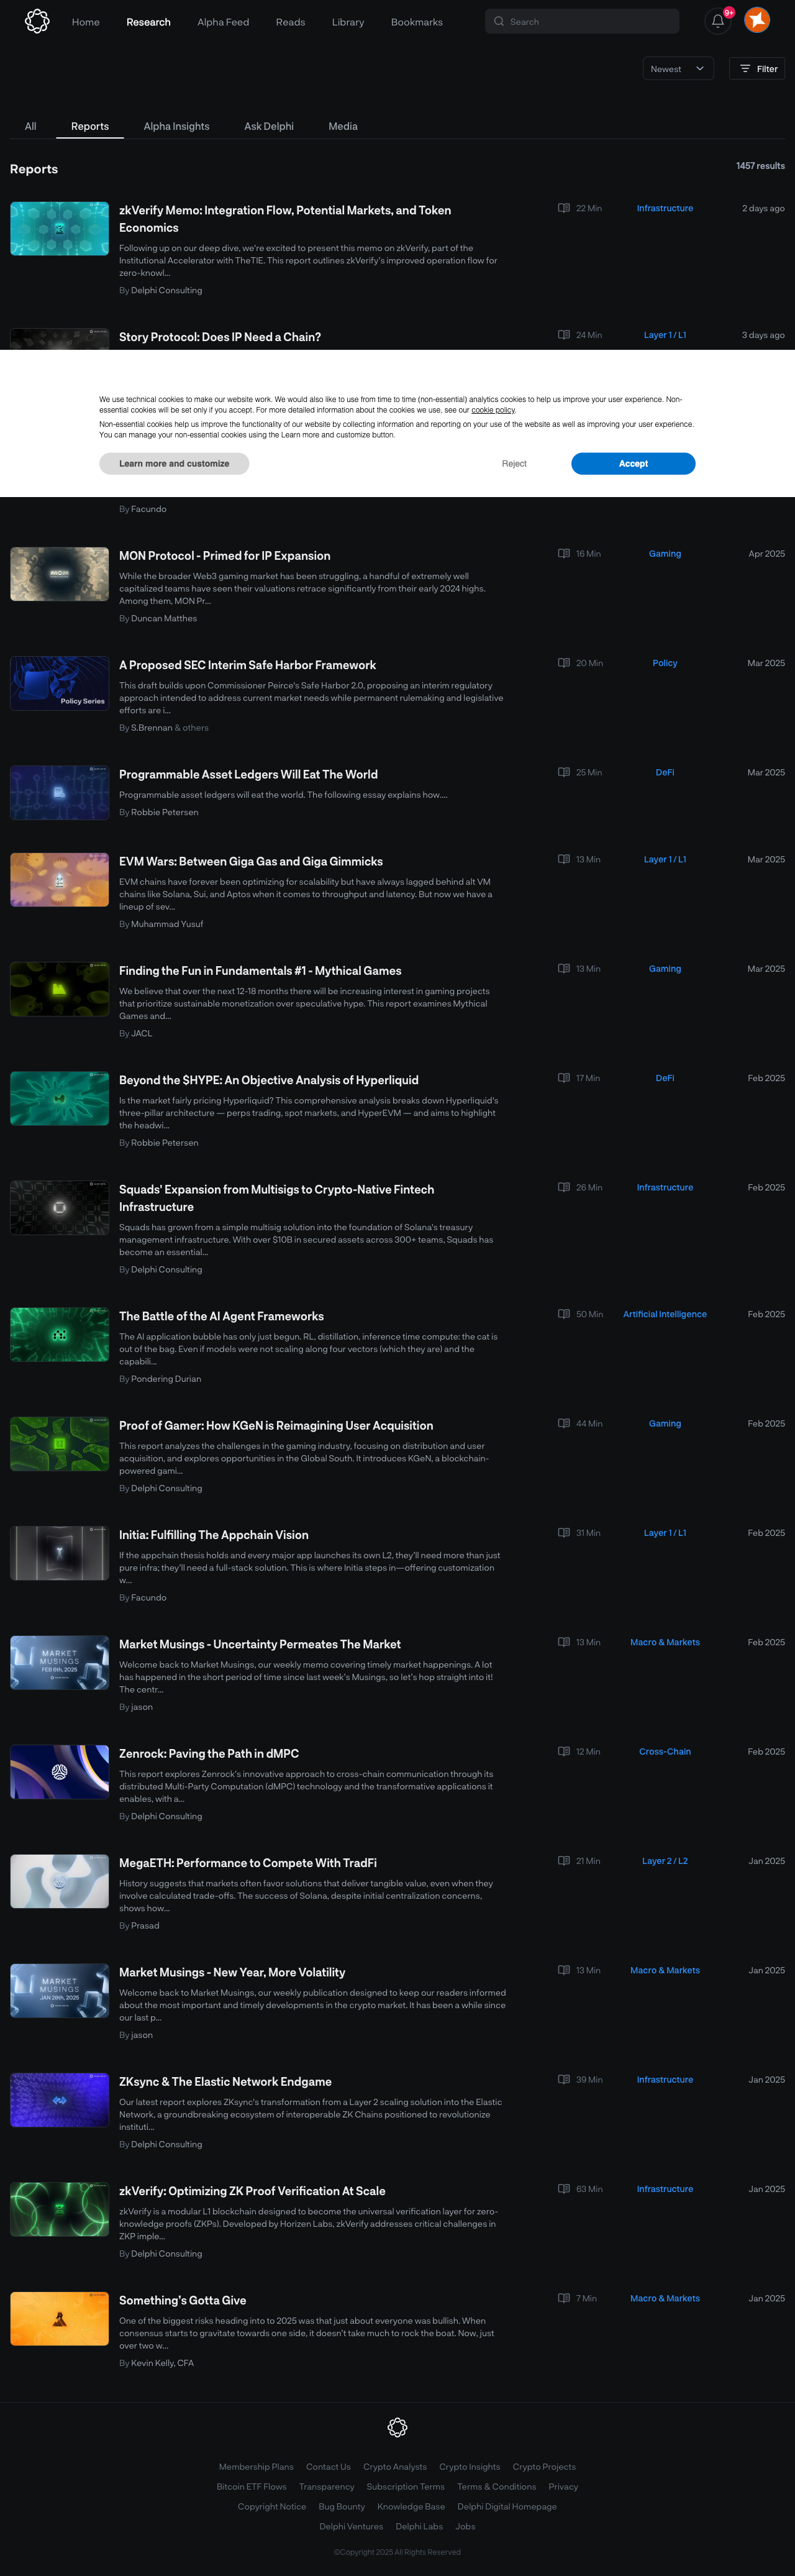 Home Research Alpha Feed Reads Library Bookmarks Search 9+
Newest Filter
All Reports Alpha Insights Ask Delphi Media
Reports 1457 results
zkVerify Memo: Integration Flow, Potential Markets, and Token 22 Min Infrastructure 2 days ago
Economics
Following up on our deep dive, we're excited to present this memo on zkVerify, part of the
Institutional Accelerator with TheTIE. This report outlines zkVerify's improved operation flow for
zero-knowl...
By Delphi Consulting
Story Protocol: Does IP Need a Chain? 24 Min Layer 1 / L1 3 days ago
We use technical cookies to make our website work. We would also like to use from time to time (non-essential) analytics cookies to help us improve your user experience. Non-
essential cookies will be set only if you accept. For more detailed information about the cookies we use, see our cookie policy.
Non-essential cookies help us improve the functionality of our website by collecting information and reporting on your use of the website as well as improving your user experience.
You can manage your non-essential cookies using the Learn more and customize button.
Learn more and customize Reject Accept
By Facundo
MON Protocol - Primed for IP Expansion 16 Min Gaming Apr 2025
While the broader Web3 gaming market has been struggling, a handful of extremely well
capitalized teams have seen their valuations retrace significantly from their early 2024 highs.
Among them, MON Pr...
By Duncan Matthes
A Proposed SEC Interim Safe Harbor Framework 20 Min Policy Mar 2025
Policy Series
This draft builds upon Commissioner Peirce's Safe Harbor 2.0, proposing an interim regulatory
approach intended to address current market needs while permanent rulemaking and legislative
efforts are i...
By S.Brennan & others
Programmable Asset Ledgers Will Eat The World 25 Min DeFi Mar 2025
Programmable asset ledgers will eat the world. The following essay explains how....
By Robbie Petersen
EVM Wars: Between Giga Gas and Giga Gimmicks 13 Min Layer 1 / L1 Mar 2025
EVM chains have forever been optimizing for scalability but have always lagged behind alt VM
chains like Solana, Sui, and Aptos when it comes to throughput and latency. But now we have a
lineup of sev...
By Muhammad Yusuf
Finding the Fun in Fundamentals #1 - Mythical Games 13 Min Gaming Mar 2025
We believe that over the next 12-18 months there will be increasing interest in gaming projects
that prioritize sustainable monetization over speculative hype. This report examines Mythical
Games and...
By JACL
Beyond the $HYPE: An Objective Analysis of Hyperliquid 17 Min DeFi Feb 2025
Is the market fairly pricing Hyperliquid? This comprehensive analysis breaks down Hyperliquid's
three-pillar architecture — perps trading, spot markets, and HyperEVM — and aims to highlight
the headwi...
By Robbie Petersen
Squads' Expansion from Multisigs to Crypto-Native Fintech 26 Min Infrastructure Feb 2025
Infrastructure
Squads has grown from a simple multisig solution into the foundation of Solana's treasury
management infrastructure. With over $10B in secured assets across 300+ teams, Squads has
become an essential...
By Delphi Consulting
The Battle of the AI Agent Frameworks 50 Min Artificial Intelligence Feb 2025
The AI application bubble has only just begun. RL, distillation, inference time compute: the cat is
out of the bag. Even if models were not scaling along four vectors (which they are) and the
capabili...
By Pondering Durian
Proof of Gamer: How KGeN is Reimagining User Acquisition 44 Min Gaming Feb 2025
This report analyzes the challenges in the gaming industry, focusing on distribution and user
acquisition, and explores opportunities in the Global South. It introduces KGeN, a blockchain-
powered gami...
By Delphi Consulting
Initia: Fulfilling The Appchain Vision 31 Min Layer 1 / L1 Feb 2025
If the appchain thesis holds and every major app launches its own L2, they'll need more than just
pure infra; they'll need a full-stack solution. This is where Initia steps in—offering customization
w...
By Facundo
Market Musings - Uncertainty Permeates The Market 13 Min Macro & Markets Feb 2025
MARKET
MUSINGS
FEB 6th, 2025
Welcome back to Market Musings, our weekly memo covering timely market happenings. A lot
has happened in the short period of time since last week's Musings, so let's hop straight into it!
The centr...
By jason
Zenrock: Paving the Path in dMPC 12 Min Cross-Chain Feb 2025
This report explores Zenrock's innovative approach to cross-chain communication through its
distributed Multi-Party Computation (dMPC) technology and the transformative applications it
enables, with a...
By Delphi Consulting
MegaETH: Performance to Compete With TradFi 21 Min Layer 2 / L2 Jan 2025
History suggests that markets often favor solutions that deliver tangible value, even when they
involve calculated trade-offs. The success of Solana, despite initial centralization concerns,
shows how...
By Prasad
Market Musings - New Year, More Volatility 13 Min Macro & Markets Jan 2025
MARKET
MUSINGS
JAN 28th, 2025
Welcome back to Market Musings, our weekly publication designed to keep our readers informed
about the most important and timely developments in the crypto market. It has been a while since
our last p...
By jason
ZKsync & The Elastic Network Endgame 39 Min Infrastructure Jan 2025
Our latest report explores ZKsync's transformation from a Layer 2 scaling solution into the Elastic
Network, a groundbreaking ecosystem of interoperable ZK Chains positioned to revolutionize
instituti...
By Delphi Consulting
zkVerify: Optimizing ZK Proof Verification At Scale 63 Min Infrastructure Jan 2025
zkVerify is a modular L1 blockchain designed to become the universal verification layer for zero-
knowledge proofs (ZKPs). Developed by Horizen Labs, zkVerify addresses critical challenges in
ZKP imple...
By Delphi Consulting
Something's Gotta Give 7 Min Macro & Markets Jan 2025
One of the biggest risks heading into to 2025 was that just about everyone was bullish. When
consensus starts to gravitate towards one side, it doesn't take much to rock the boat. Now, just
over two w...
By Kevin Kelly, CFA
Membership Plans Contact Us Crypto Analysts Crypto Insights Crypto Projects
Bitcoin ETF Flows Transparency Subscription Terms Terms & Conditions Privacy
Copyright Notice Bug Bounty Knowledge Base Delphi Digital Homepage
Delphi Ventures Delphi Labs Jobs
©Copyright 2025 All Rights Reserved